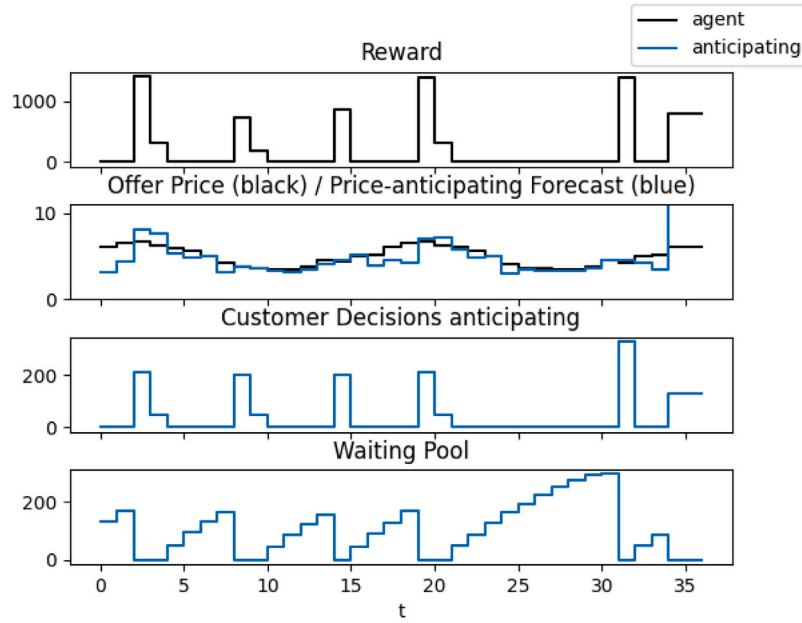 agent
anticipating
Reward
1000
0
Offer Price (black) / Price-anticipating Forecast (blue)
10
0
Customer Decisions anticipating
200
0
Waiting Pool
200
0
0 5 10 15 20 25 30 35
t